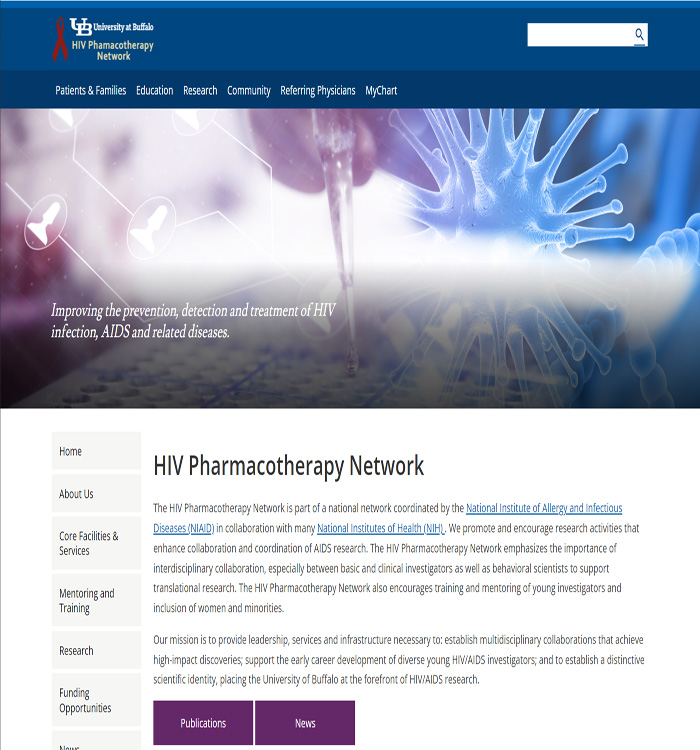 UB University at Buffalo
HIV Phamacotherapy
Network
Patients & Families Education Research Community Referring Physicians MyChart
Improving the prevention, detection and treatment of HIV
infection, AIDS and related diseases.
Home
About Us
Core Facilities &
Services
Mentoring and
Training
Research
Funding
Opportunities
News
HIV Pharmacotherapy Network
The HIV Pharmacotherapy Network is part of a national network coordinated by the National Institute of Allergy and Infectious
Diseases (NIAID) in collaboration with many National Institutes of Health (NIH) . We promote and encourage research activities that
enhance collaboration and coordination of AIDS research. The HIV Pharmacotherapy Network emphasizes the importance of
interdisciplinary collaboration, especially between basic and clinical investigators as well as behavioral scientists to support
translational research. The HIV Pharmacotherapy Network also encourages training and mentoring of young investigators and
inclusion of women and minorities.
Our mission is to provide leadership, services and infrastructure necessary to: establish multidisciplinary collaborations that achieve
high-impact discoveries; support the early career development of diverse young HIV/AIDS investigators; and to establish a distinctive
scientific identity, placing the University of Buffalo at the forefront of HIV/AIDS research.
Publications News